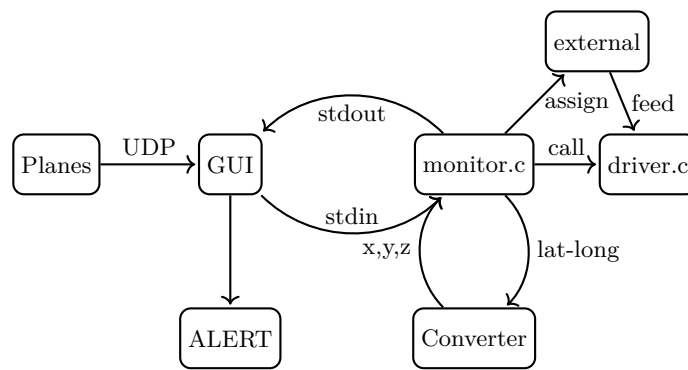 external
stdout
assign
feed
Planes
UDP
GUI
monitor.c
call
driver.c
stdin
x,y,z
lat-long
ALERT
Converter